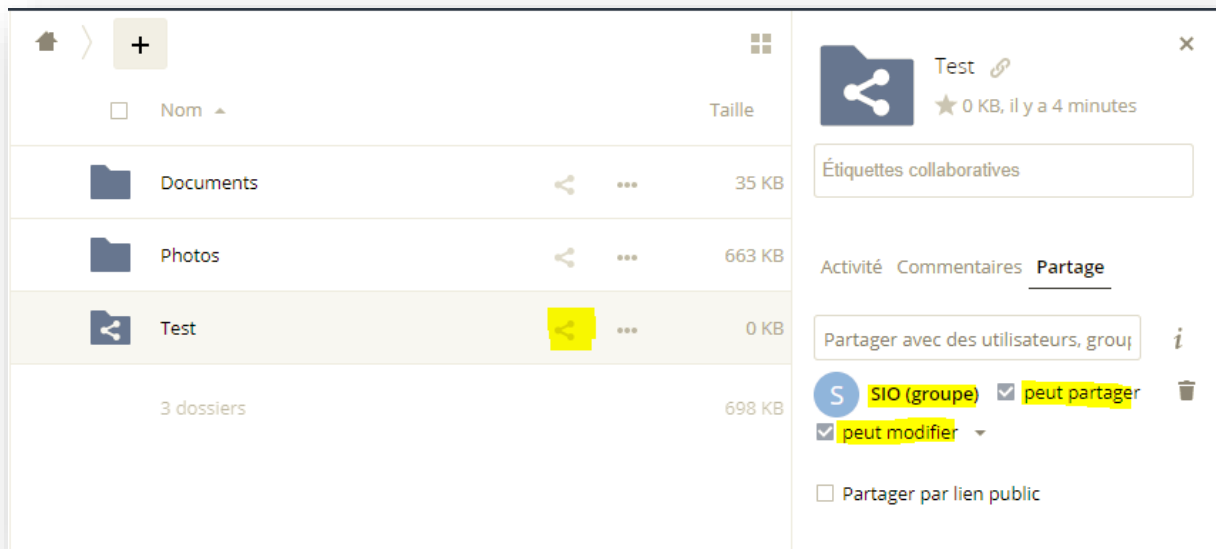 +
Nom
Taille
Documents
35 KB
Photos
663 KB
Test
0 KB
3 dossiers
698 KB
Test
0 KB, il y a 4 minutes
Étiquettes collaboratives
Activité Commentaires Partage
Partager avec des utilisateurs, group
i
S SIO (groupe) peut partager
peut modifier
Partager par lien public